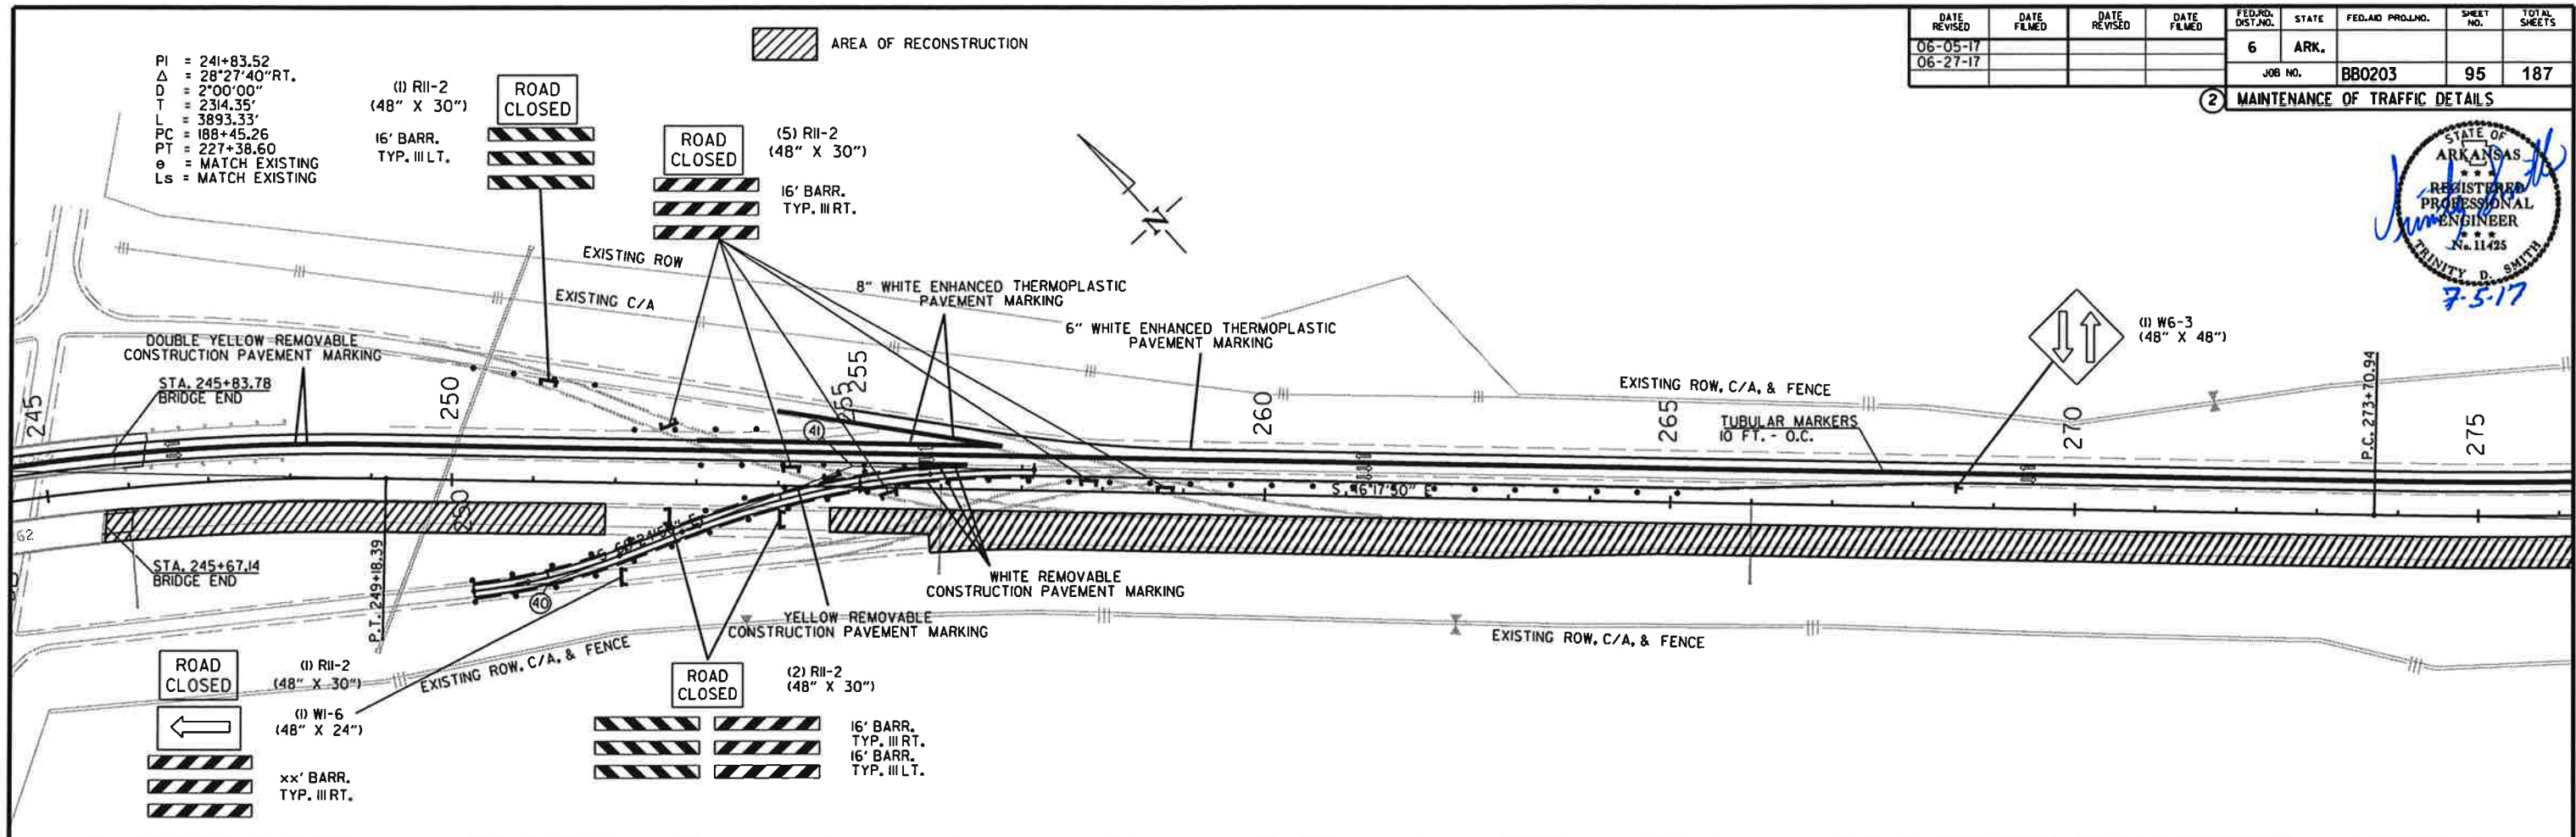 AREA OF RECONSTRUCTION
DATE REVISED
DATE FILMED
DATE REVISED
DATE FILMED
FED.RD. DIST.NO.
STATE
FED.AID PROJ.NO.
SHEET NO.
TOTAL SHEETS
06-05-17
06-27-17
6
ARK.
JOB NO.
BB0203
95
187
2 MAINTENANCE OF TRAFFIC DETAILS
STATE OF
ARKANSAS
REGISTERED
PROFESSIONAL
ENGINEER
No. 11425
TRINITY D. SMITH
7-5-17
PI = 241+83.52
Δ = 28°27'40"RT.
D = 2°00'00"
T = 2314.35'
L = 3893.33'
PC = 188+45.26
PT = 227+38.60
e = MATCH EXISTING
Ls = MATCH EXISTING
(1) R11-2
(48" X 30")
ROAD
CLOSED
16' BARR.
TYP. III LT.
ROAD
CLOSED
(5) R11-2
(48" X 30")
16' BARR.
TYP. III RT.
N
EXISTING ROW
EXISTING C/A
8" WHITE ENHANCED THERMOPLASTIC
PAVEMENT MARKING
6" WHITE ENHANCED THERMOPLASTIC
PAVEMENT MARKING
(1) W6-3
(48" X 48")
DOUBLE YELLOW REMOVABLE
CONSTRUCTION PAVEMENT MARKING
STA. 245+83.78
BRIDGE END
245
250
255
255
260
265
270
275
EXISTING ROW, C/A, & FENCE
TUBULAR MARKERS
10 FT. - O.C.
P.C. 273+70.94
41
S. 16°17'50" E
250
62
STA. 245+67.14
BRIDGE END
P.T. 249+18.39
40
WHITE REMOVABLE
CONSTRUCTION PAVEMENT MARKING
YELLOW REMOVABLE
CONSTRUCTION PAVEMENT MARKING
EXISTING ROW, C/A, & FENCE
EXISTING ROW, C/A, & FENCE
ROAD
CLOSED
(1) R11-2
(48" X 30")
(1) W1-6
(48" X 24")
xx' BARR.
TYP. III RT.
ROAD
CLOSED
(2) R11-2
(48" X 30")
16' BARR.
TYP. III RT.
16' BARR.
TYP. III LT.